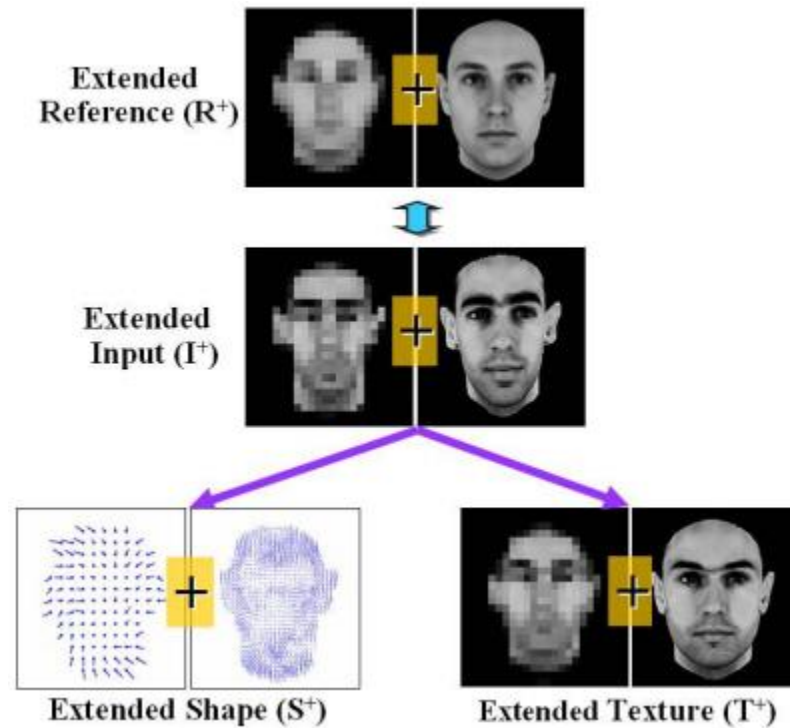 Extended
Reference (R⁺)
+
Extended
Input (I⁺)
+
+
+
Extended Shape (S⁺)
Extended Texture (T⁺)